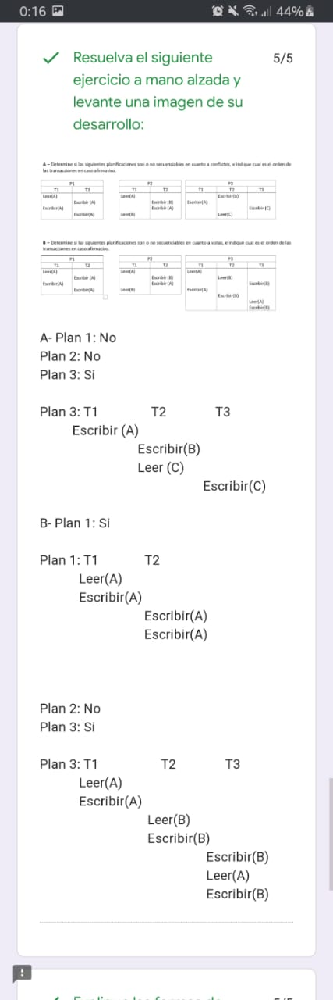 0:16
44%
Resuelva el siguiente
5/5
ejercicio a mano alzada y
levante una imagen de su
desarrollo:
A – Determine si las siguientes planificaciones son o no secuenciables en cuanto a conflictos, e indique cual es el orden de
las transacciones en caso afirmativo.
P1 P2 P3
T1 T2 T1 T2 T1 T2 T3
Leer(A) Leer(A) Escribir(B)
Escribir (A) Escribir (B) Escribir(A)
Escribir(A) Escribir (A) Escribir (C)
Escribir(A) Leer(B) Leer(C)
B – Determine si las siguientes planificaciones son o no secuenciables en cuanto a vistas, e indique cual es el orden de las
transacciones en caso afirmativo.
P1 P2 P3
T1 T2 T1 T2 T1 T2 T3
Leer(A) Leer(A) Leer(A)
Escribir (A) Escribir (B) Leer(B)
Escribir(A) Escribir (A) Escribir(B)
Escribir(A) Leer(B) Escribir(A)
Escribir(B)
Leer(A)
Escribir(B)
A- Plan 1: No
Plan 2: No
Plan 3: Si
Plan 3: T1 T2 T3
Escribir (A)
Escribir(B)
Leer (C)
Escribir(C)
B- Plan 1: Si
Plan 1: T1 T2
Leer(A)
Escribir(A)
Escribir(A)
Escribir(A)
Plan 2: No
Plan 3: Si
Plan 3: T1 T2 T3
Leer(A)
Escribir(A)
Leer(B)
Escribir(B)
Escribir(B)
Leer(A)
Escribir(B)